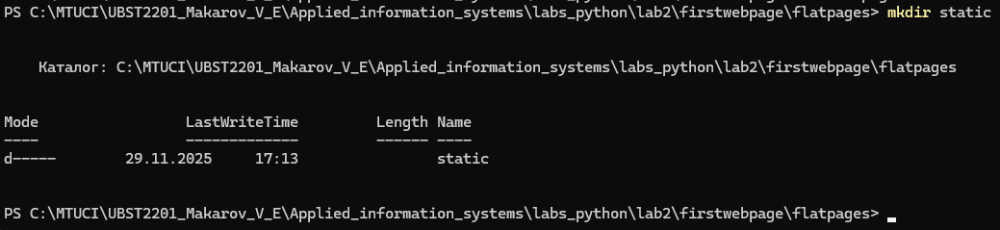 PS C:\MTUCI\UBST2201_Makarov_V_E\Applied_information_systems\labs_python\lab2\firstwebpage\flatpages> mkdir static
Каталог: C:\MTUCI\UBST2201_Makarov_V_E\Applied_information_systems\labs_python\lab2\firstwebpage\flatpages
Mode LastWriteTime Length Name
---- ------------- ------ ----
d----- 29.11.2025 17:13 static
PS C:\MTUCI\UBST2201_Makarov_V_E\Applied_information_systems\labs_python\lab2\firstwebpage\flatpages>